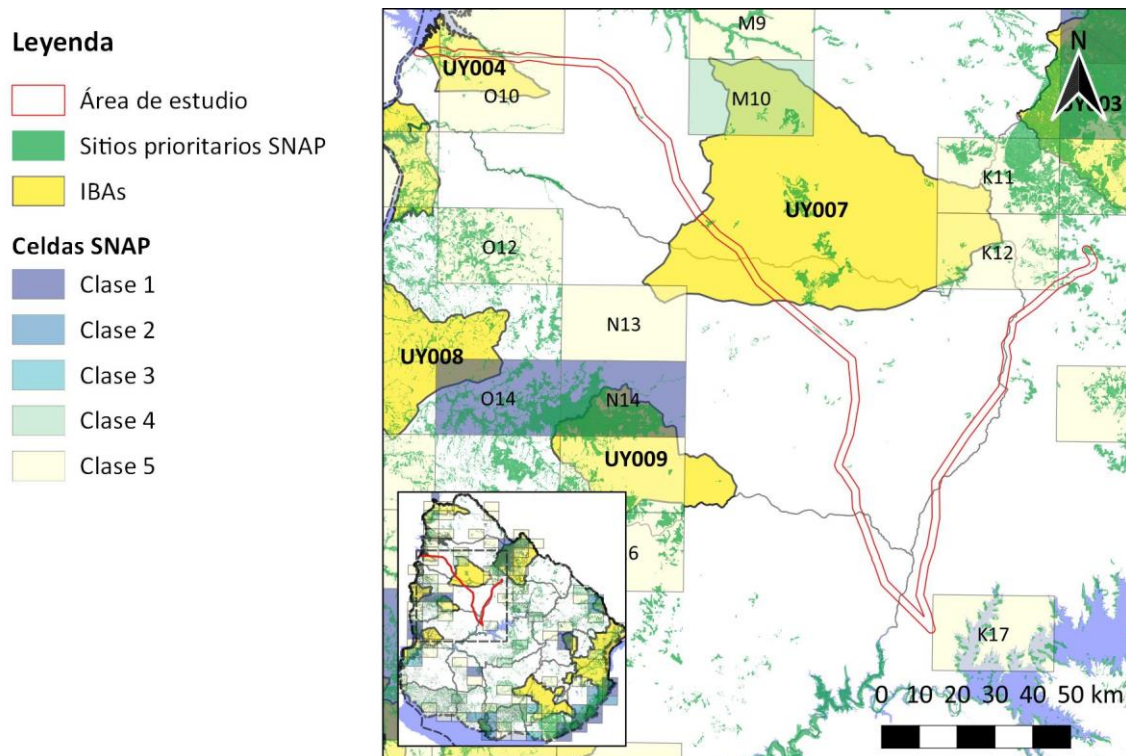 Leyenda
Área de estudio
Sitios prioritarios SNAP
IBAs
Celdas SNAP
Clase 1
Clase 2
Clase 3
Clase 4
Clase 5
M9
N
UY004
O10
M10
K11
UY007
O12
K12
N13
UY008
O14
N14
UY009
6
K17
0 10 20 30 40 50 km